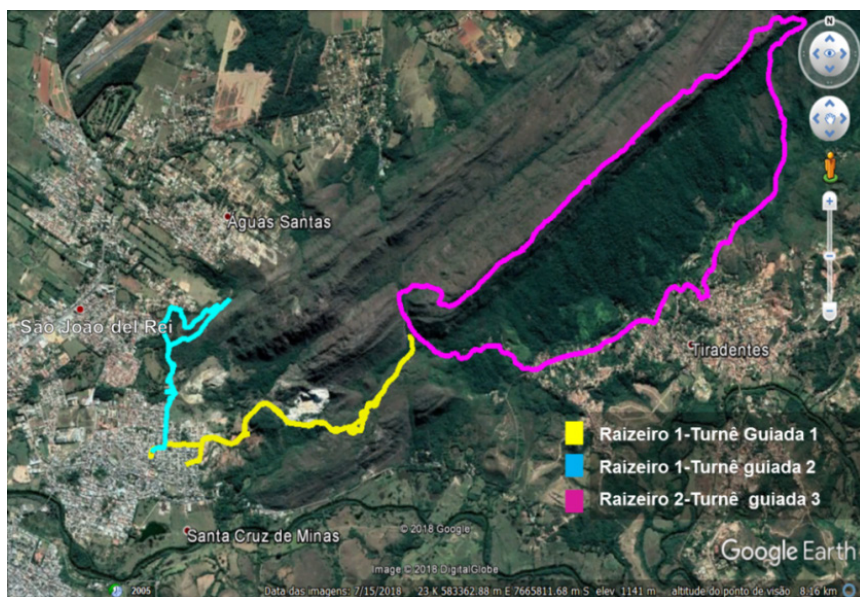 N
Águas Santas
São João del Rei
Tiradentes
Raizeiro 1-Turnê Guiada 1
Raizeiro 1-Turnê guiada 2
Raizeiro 2-Turnê  guiada 3
Santa Cruz de Minas
© 2018 Google
Google Earth
Image © 2018 DigitalGlobe
2005
Data das imagens: 7/15/2018   23 K 583362.88 m E 7665811.68 m S  elev  1141 m    altitude do ponto de visão   8.16 km